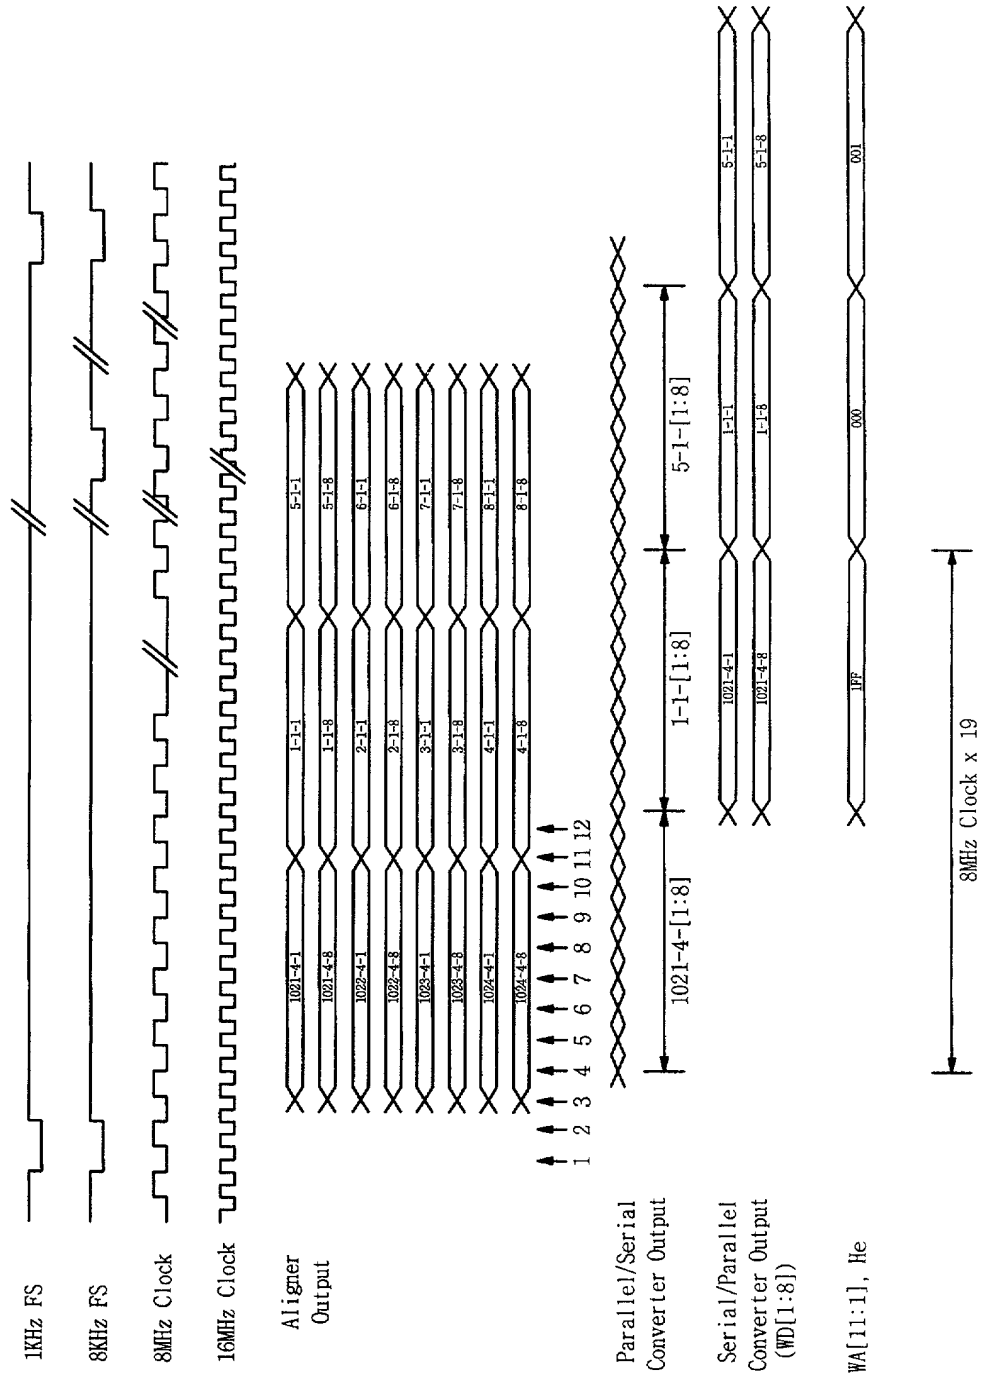 1KHz FS
8KHz FS
8MHz Clock
16MHz Clock
Aligner
Output
1021-4-1 1-1-1 5-1-1
1021-4-8 1-1-8 5-1-8
1022-4-1 2-1-1 6-1-1
1022-4-8 2-1-8 6-1-8
1023-4-1 3-1-1 7-1-1
1023-4-8 3-1-8 7-1-8
1024-4-1 4-1-1 8-1-1
1024-4-8 4-1-8 8-1-8
1 2 3 4 5 6 7 8 9 10 11 12
Parallel/Serial
Converter Output
1021-4-[1:8] 1-1-[1:8] 5-1-[1:8]
Serial/Parallel
Converter Output
(WD[1:8])
1021-4-1 1-1-1 5-1-1
1021-4-8 1-1-8 5-1-8
WA[11:1], He
1FF 000 001
8MHz Clock x 19